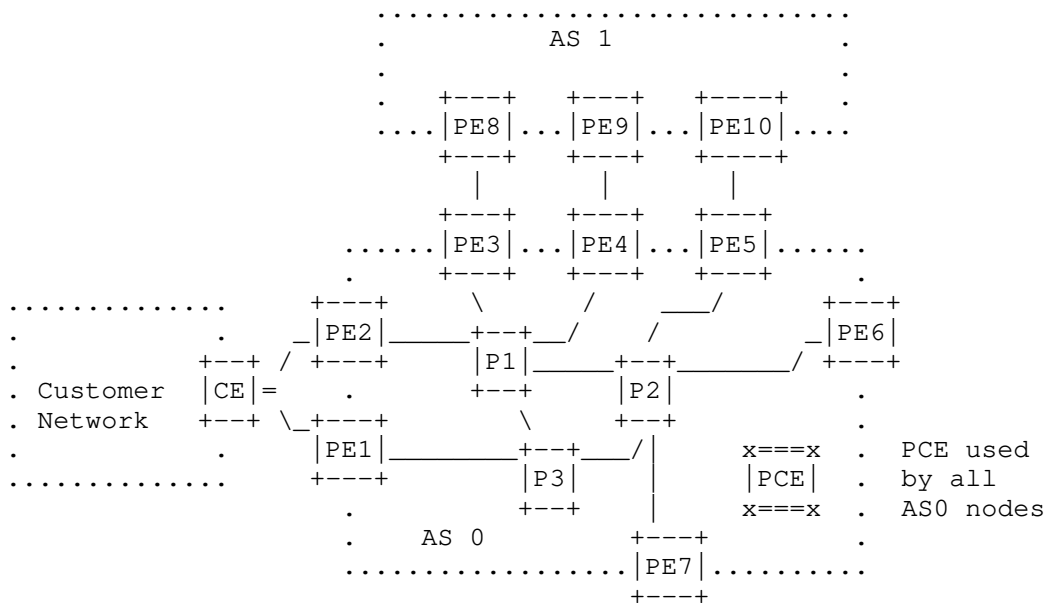 AS 1
PE8 PE9 PE10
PE3 PE4 PE5
PE2 PE6
P1
Customer CE P2
Network
PE1 PCE used
P3 PCE by all
AS0 nodes
AS 0
PE7